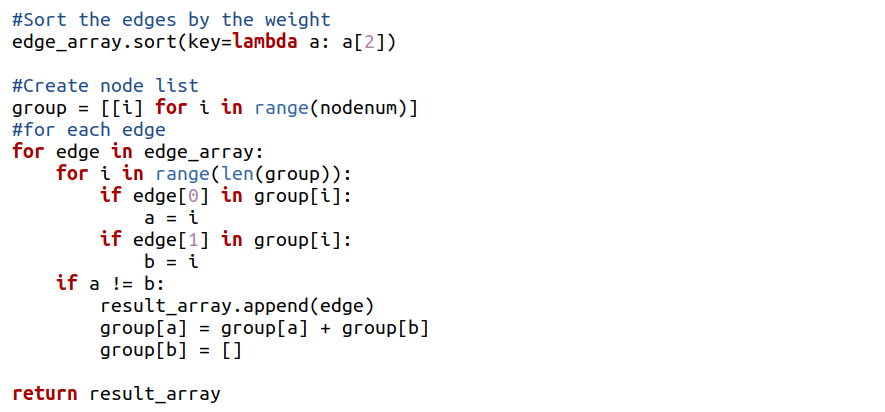 #Sort the edges by the weight
edge_array.sort(key=lambda a: a[2])

#Create node list
group = [[i] for i in range(nodenum)]
#for each edge
for edge in edge_array:
    for i in range(len(group)):
        if edge[0] in group[i]:
            a = i
        if edge[1] in group[i]:
            b = i
    if a != b:
        result_array.append(edge)
        group[a] = group[a] + group[b]
        group[b] = []

return result_array